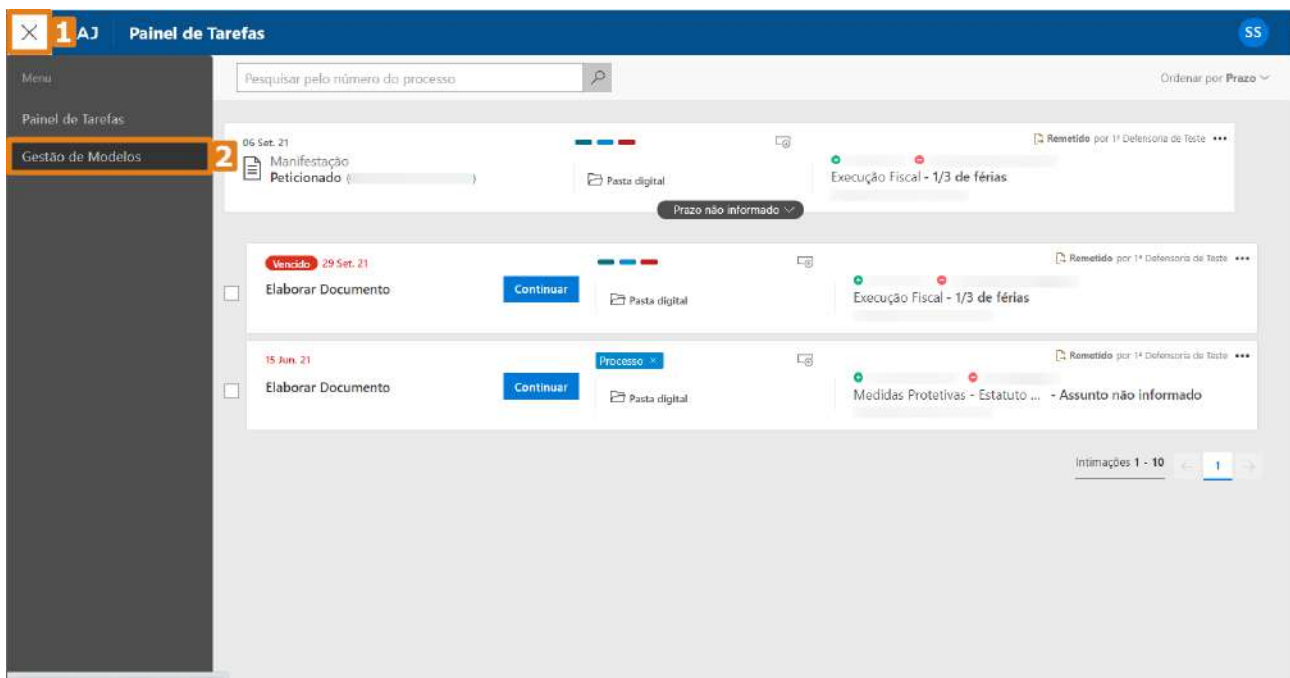 1 AJ Painel de Tarefas SS
Menu
Pesquisar pelo número do processo
Ordenar por Prazo
Painel de Tarefas
Gestão de Modelos 2
06 Set. 21
Remetido por 1ª Defensoria de Teste
Manifestação
Peticionado ( )
Pasta digital
Execução Fiscal - 1/3 de férias
Prazo não informado
Vencido 29 Set. 21
Remetido por 1ª Defensoria de Teste
Elaborar Documento
Continuar
Pasta digital
Execução Fiscal - 1/3 de férias
15 Jun. 21
Processo ×
Remetido por 1ª Defensoria de Teste
Elaborar Documento
Continuar
Pasta digital
Medidas Protetivas - Estatuto ... - Assunto não informado
Intimações 1 - 10
1